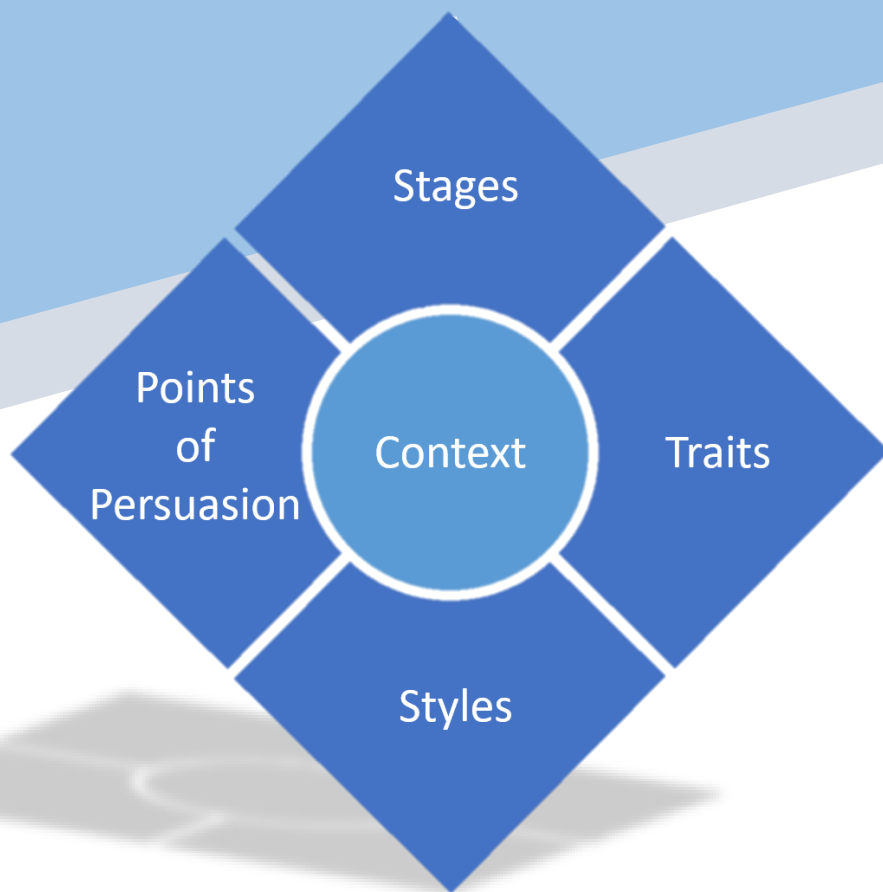 Stages
Points
of
Persuasion
Context
Traits
Styles